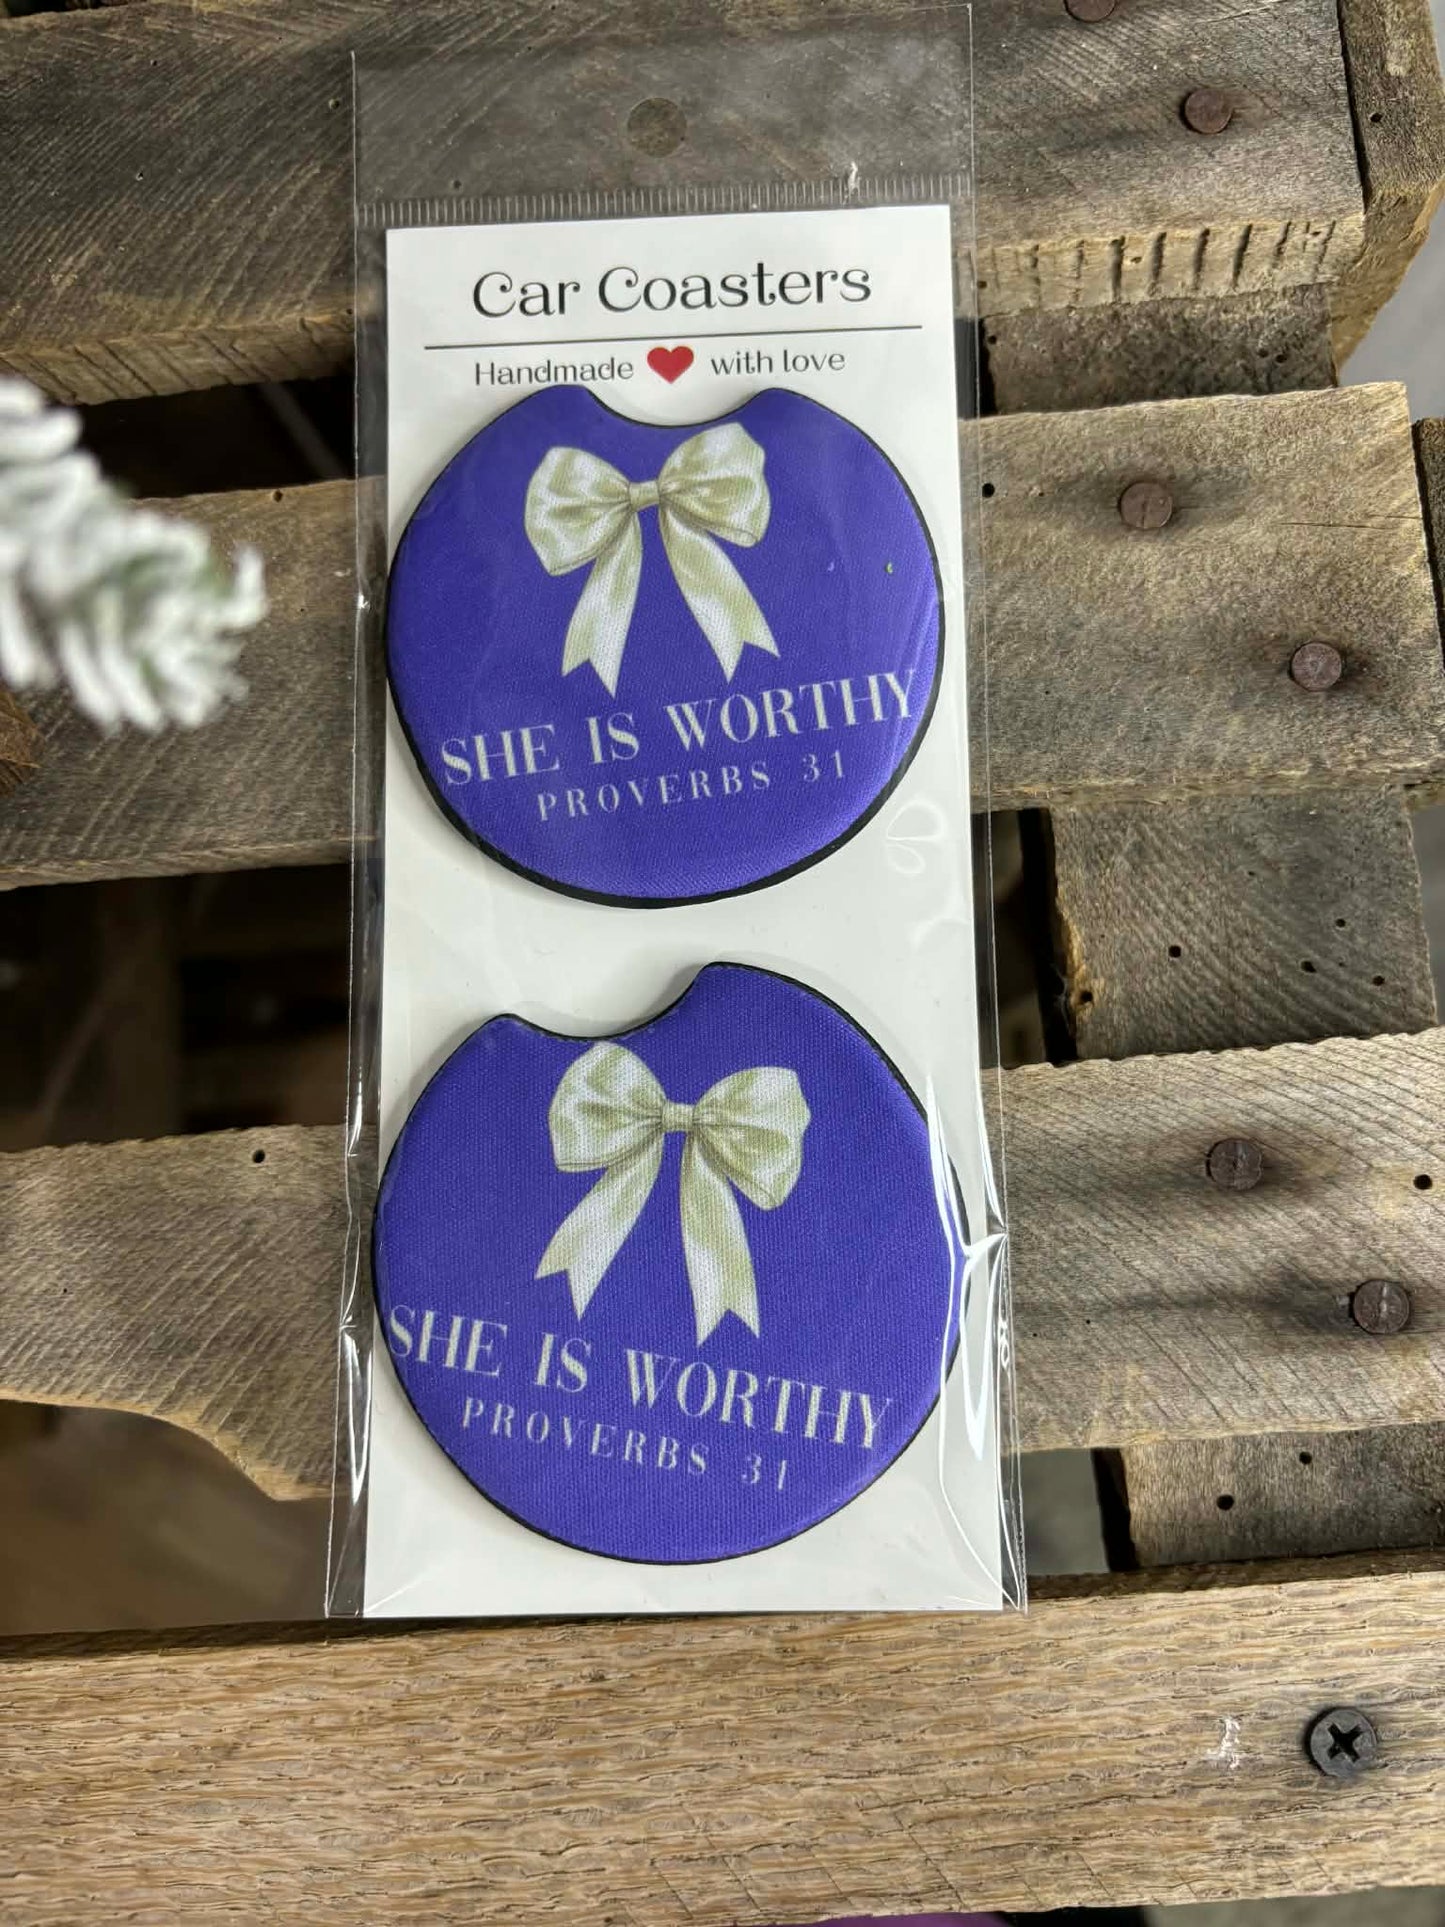 Car Coasters
Handmade ❤ with love
SHE IS WORTHY
PROVERBS 31
SHE IS WORTHY
PROVERBS 31